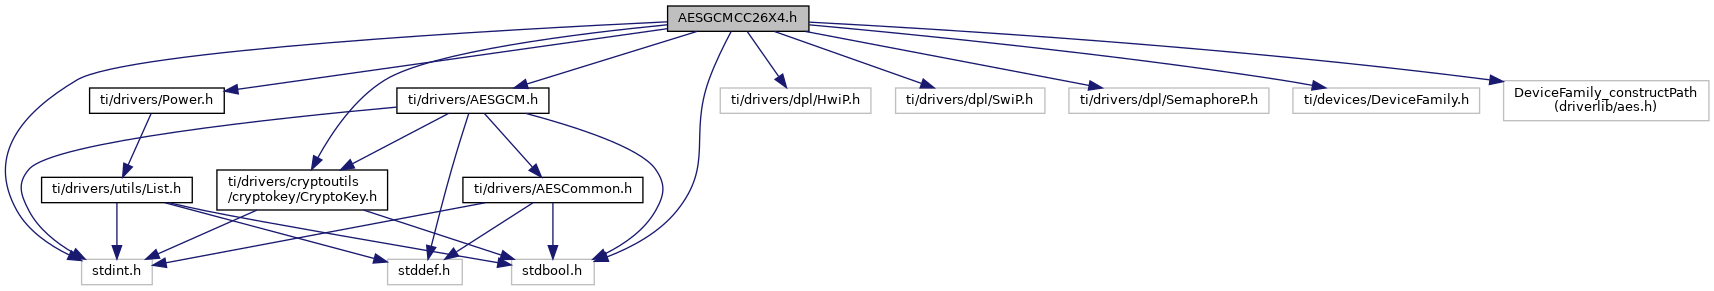 AESGCMCC26X4.h
ti/drivers/Power.h
ti/drivers/AESGCM.h
ti/drivers/dpl/HwiP.h
ti/drivers/dpl/SwiP.h
ti/drivers/dpl/SemaphoreP.h
ti/devices/DeviceFamily.h
DeviceFamily_constructPath
(driverlib/aes.h)
ti/drivers/utils/List.h
ti/drivers/cryptoutils
/cryptokey/CryptoKey.h
ti/drivers/AESCommon.h
stdint.h
stddef.h
stdbool.h